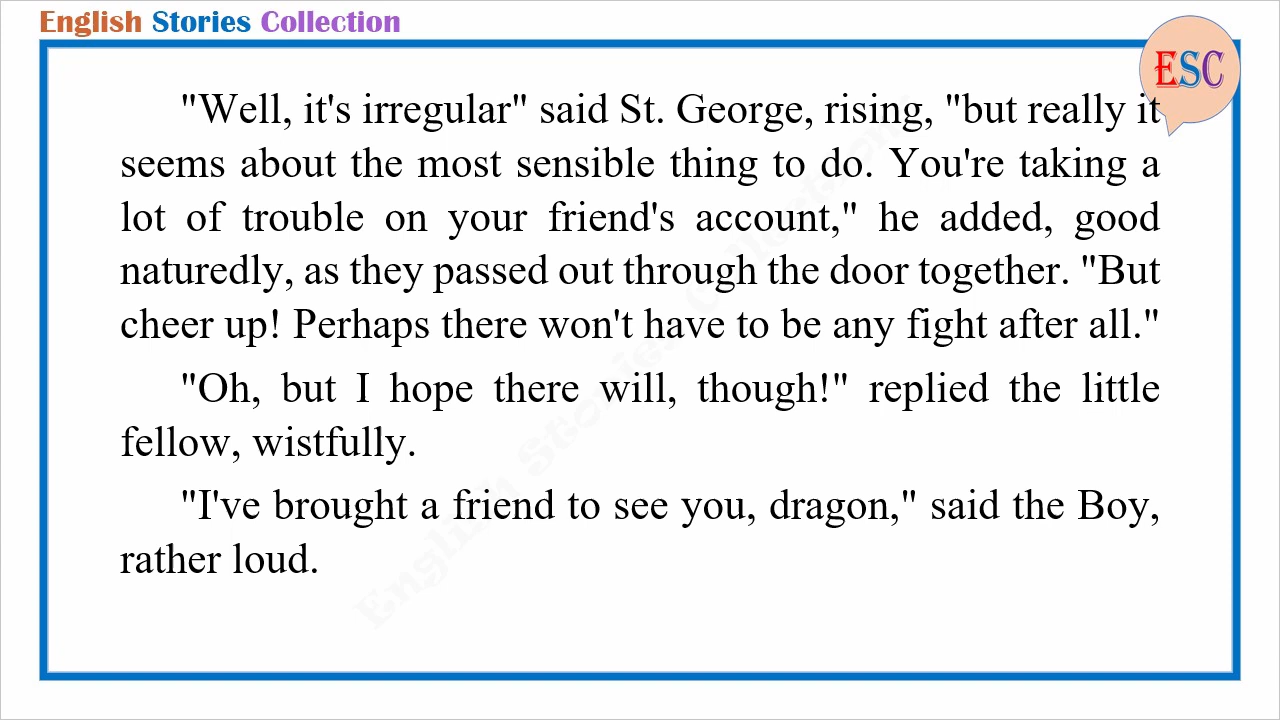 English Stories Collection
ESC
"Well, it's irregular" said St. George, rising, "but really it
seems about the most sensible thing to do. You're taking a
lot of trouble on your friend's account," he added, good
naturedly, as they passed out through the door together. "But
cheer up! Perhaps there won't have to be any fight after all."
"Oh, but I hope there will, though!" replied the little
fellow, wistfully.
"I've brought a friend to see you, dragon," said the Boy,
rather loud.
English Stories Collection